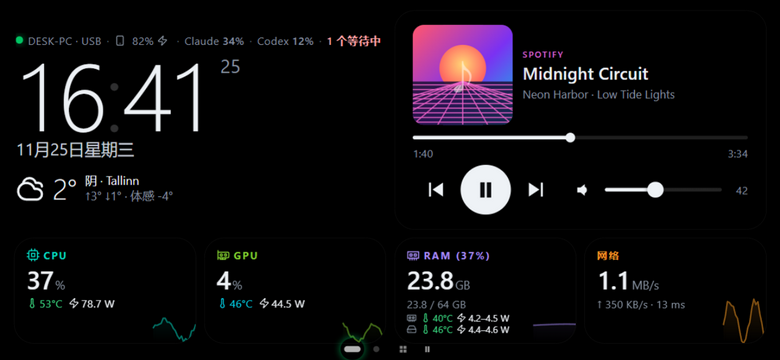 DESK-PC · USB · 82% · Claude 34% · Codex 12% · 1 个等待中
16:41 25
11月25日星期三
2° 阴 · Tallinn
↑3° ↓1° · 体感 -4°
SPOTIFY
Midnight Circuit
Neon Harbor · Low Tide Lights
1:40 3:34
42
CPU
37%
53°C 78.7 W
GPU
4%
46°C 44.5 W
RAM (37%)
23.8GB
23.8 / 64 GB
40°C 4.2–4.5 W
46°C 4.4–4.6 W
网络
1.1 MB/s
↑ 350 KB/s · 13 ms